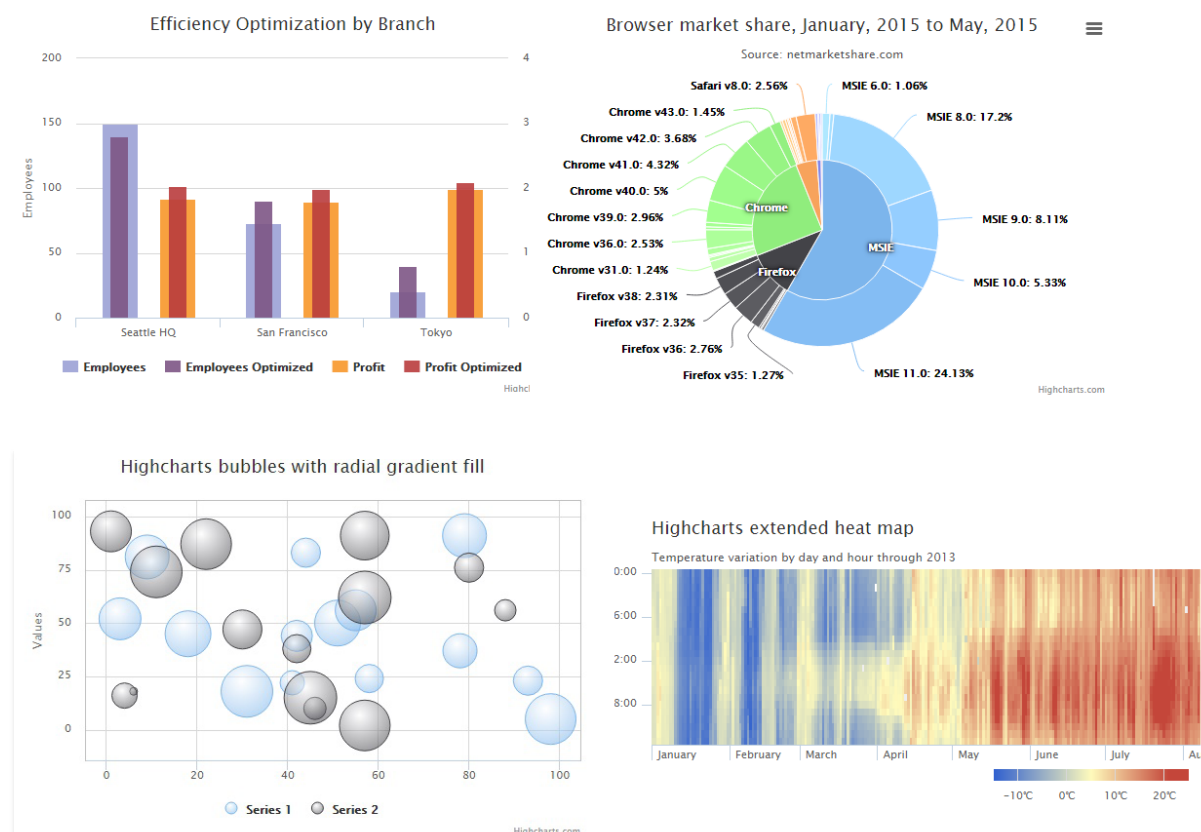 Efficiency Optimization by Branch
200
150
100
50
0
Employees
4
3
2
1
0
Seattle HQ
San Francisco
Tokyo
Employees
Employees Optimized
Profit
Profit Optimized
Highcl
Browser market share, January, 2015 to May, 2015
Source: netmarketshare.com
Safari v8.0: 2.56%
MSIE 6.0: 1.06%
Chrome v43.0: 1.45%
MSIE 8.0: 17.2%
Chrome v42.0: 3.68%
Chrome v41.0: 4.32%
Chrome v40.0: 5%
Chrome
Chrome v39.0: 2.96%
MSIE 9.0: 8.11%
Chrome v36.0: 2.53%
MSIE
Chrome v31.0: 1.24%
Firefox
MSIE 10.0: 5.33%
Firefox v38: 2.31%
Firefox v37: 2.32%
Firefox v36: 2.76%
Firefox v35: 1.27%
MSIE 11.0: 24.13%
Highcharts.com
Highcharts bubbles with radial gradient fill
100
75
50
25
0
Values
0
20
40
60
80
100
Series 1
Series 2
Highcharts.com
Highcharts extended heat map
Temperature variation by day and hour through 2013
0:00
6:00
2:00
8:00
January
February
March
April
May
June
July
Au
-10°C
0°C
10°C
20°C